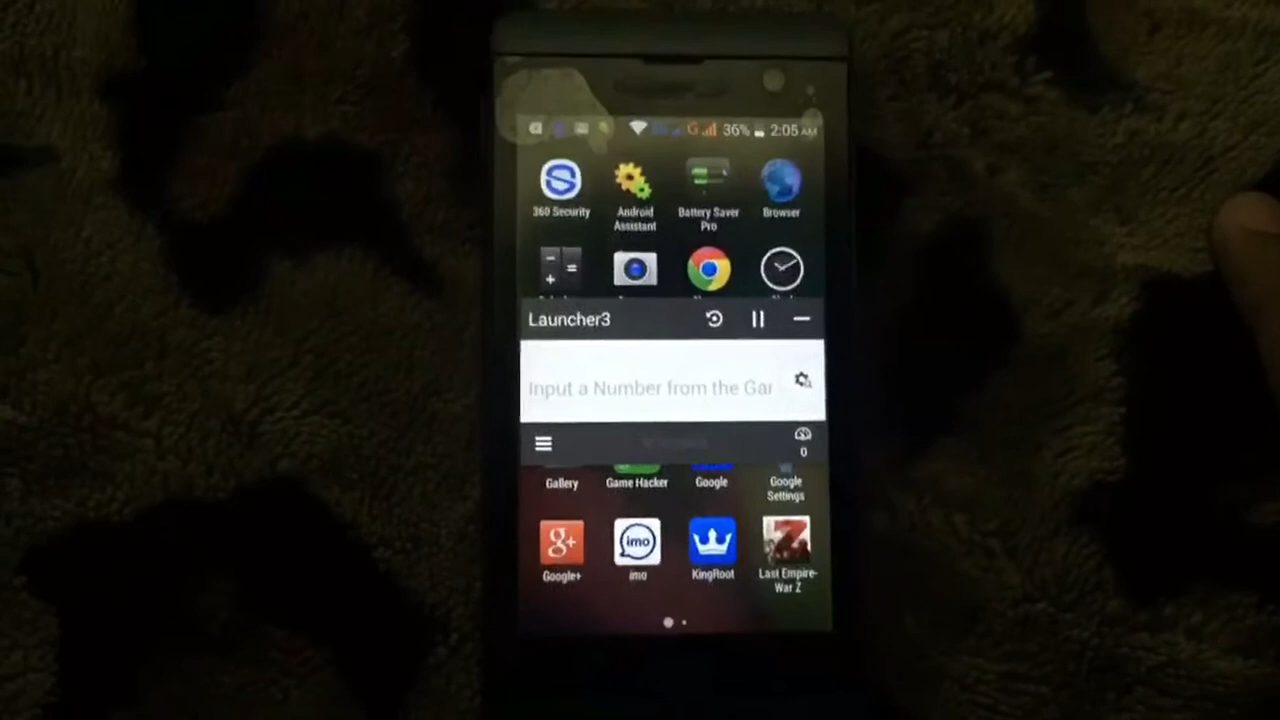 G 36% 2:05 AM
360 Security Android Assistant Battery Saver Pro Browser
Launcher3
Input a Number from the Gar
0
Gallery Game Hacker Google Google Settings
g+ imo Z
Google+ imo KingRoot Last Empire-War Z